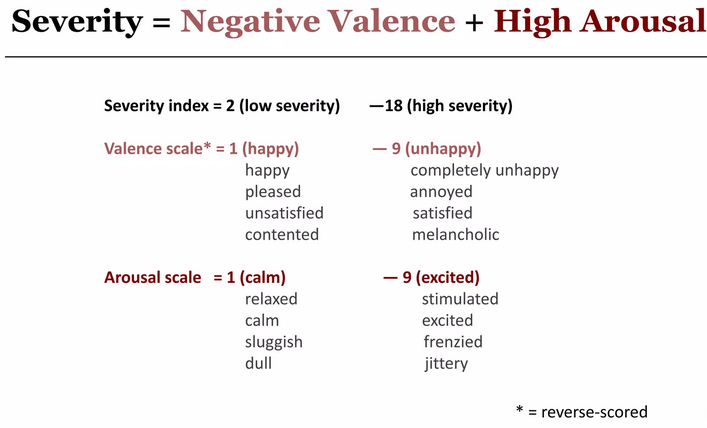 Severity = Negative Valence + High Arousal
Severity index = 2 (low severity) —18 (high severity)
Valence scale* = 1 (happy) — 9 (unhappy)
happy completely unhappy
pleased annoyed
unsatisfied satisfied
contented melancholic
Arousal scale = 1 (calm) — 9 (excited)
relaxed stimulated
calm excited
sluggish frenzied
dull jittery
* = reverse-scored